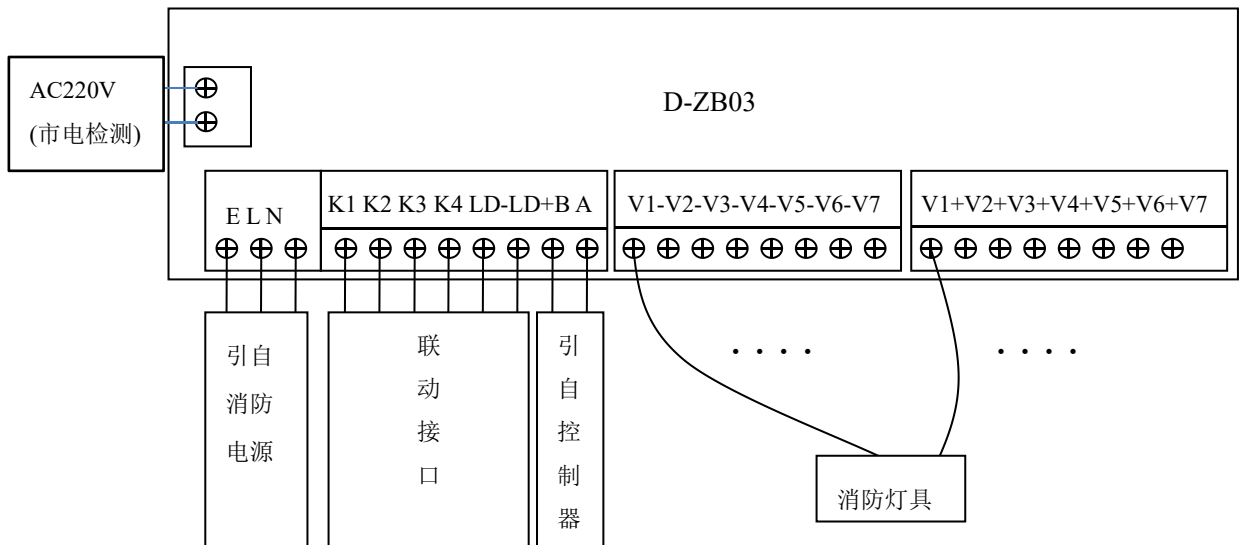 AC220V
(市电检测)
D-ZB03
E L N
K1 K2 K3 K4 LD-LD+B A
V1-V2-V3-V4-V5-V6-V7
V1+V2+V3+V4+V5+V6+V7
引自
消防
电源
联
动
接
口
引
自
控
制
器
. . . .
. . . .
消防灯具